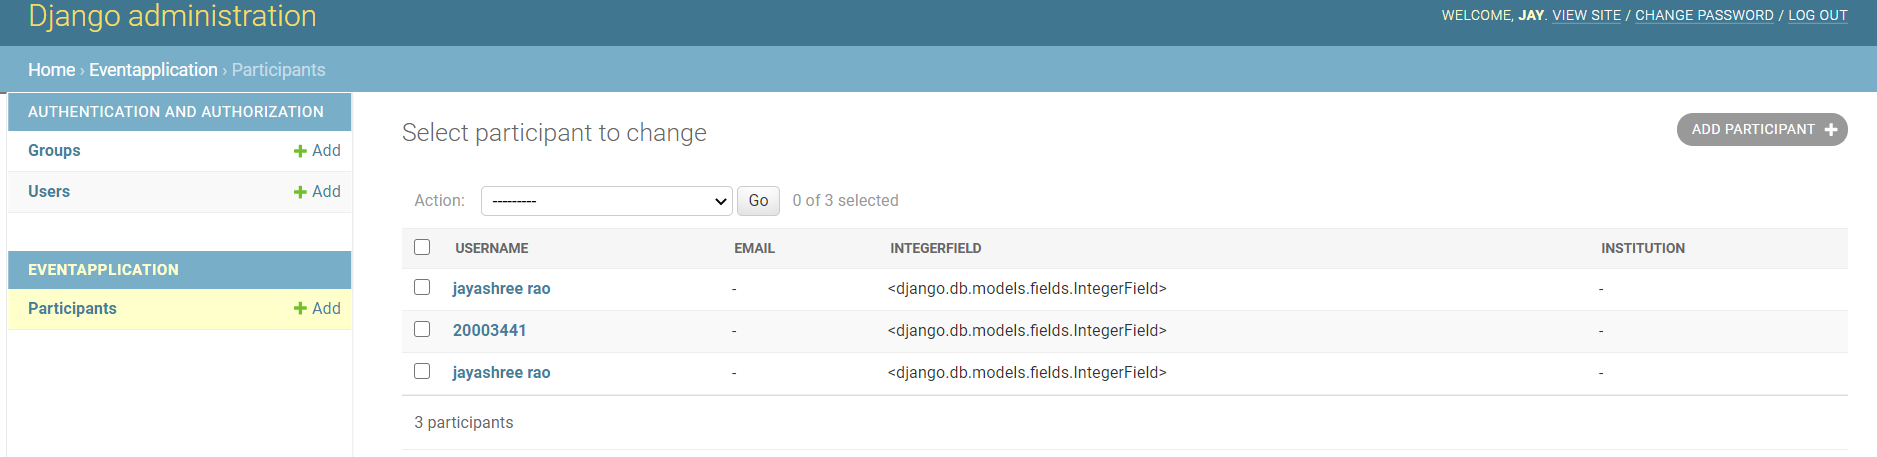 Django administration
WELCOME, JAY. VIEW SITE / CHANGE PASSWORD / LOG OUT
Home › Eventapplication › Participants
AUTHENTICATION AND AUTHORIZATION
Groups + Add
Users + Add
EVENTAPPLICATION
Participants + Add
Select participant to change
ADD PARTICIPANT +
Action: --------- Go 0 of 3 selected
USERNAME EMAIL INTEGERFIELD INSTITUTION
jayashree rao - <django.db.models.fields.IntegerField> -
20003441 - <django.db.models.fields.IntegerField> -
jayashree rao - <django.db.models.fields.IntegerField> -
3 participants